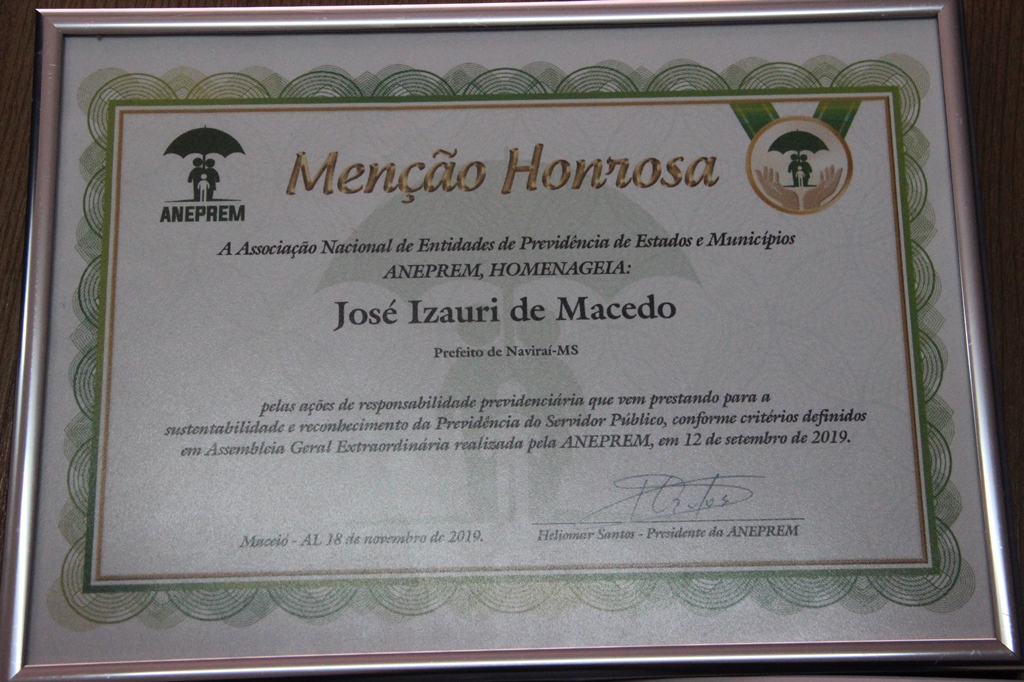 Menção Honrosa
ANEPREM
A Associação Nacional de Entidades de Previdência de Estados e Municípios
ANEPREM, HOMENAGEIA:
José Izauri de Macedo
Prefeito de Naviraí-MS
pelas ações de responsabilidade previdenciária que vem prestando para a
sustentabilidade e reconhecimento da Previdência do Servidor Público, conforme critérios definidos
em Assembleia Geral Extraordinária realizada pela ANEPREM, em 12 de setembro de 2019.
Maceió - AL 18 de novembro de 2019.
Heliomar Santos - Presidente da ANEPREM